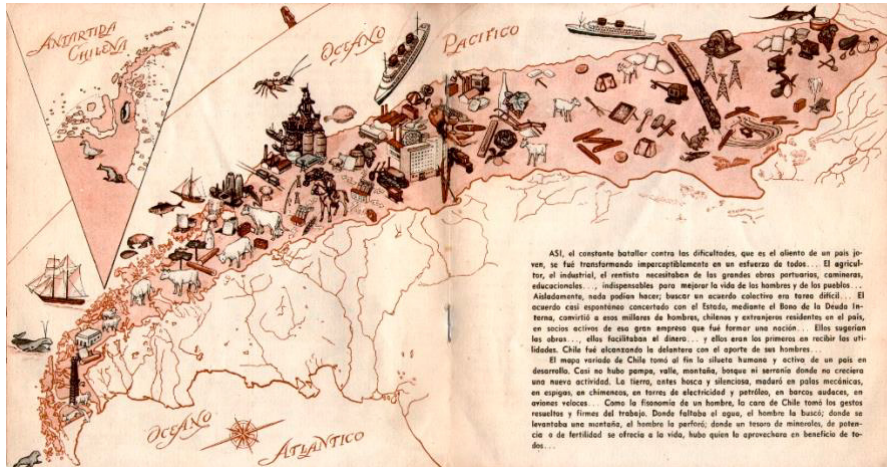 ANTARTIDA
CHILENA
OCEANO
PACIFICO
OCEANO
ATLANTICO
ASI, el constante batallar contra las dificultades, que es el aliento de un país jo-
ven, se fué transformando imperceptiblemente en un esfuerzo de todos... El agricul-
tor, el industrial, el rentista necesitaban de las grandes obras portuarias, camineras,
educacionales..., indispensables para mejorar la vida de los hombres y de los pueblos...
Aisladamente, nada podían hacer; buscar un acuerdo colectivo era tarea difícil... El
acuerdo casi espontáneo concertado con el Estado, mediante el Bono de la Deuda In-
terna, convirtió a esos millares de hombres, chilenos y extranjeros residentes en el país,
en socios activos de esa gran empresa que fué formar una nación... Ellos sugerían
las obras..., ellos facilitaban el dinero... y ellos eran los primeros en recibir las uti-
lidades. Chile fué alcanzando la delantera con el aporte de sus hombres...
El mapa variado de Chile tomó al fin la silueta humana y activa de un país en
desarrollo. Casi no hubo pampa, valle, montaña, bosque ni serranía donde no creciera
una nueva actividad. La tierra, antes hosca y silenciosa, maduró en palas mecánicas,
en espigas, en chimeneas, en torres de electricidad y petróleo, en barcos audaces, en
aviones veloces... Como la fisonomía de un hombre, la cara de Chile tomó los gestos
resueltos y firmes del trabajo. Donde faltaba el agua, el hombre la buscó; donde se
levantaba una montaña, el hombre la perforó; donde un tesoro de minerales, de poten-
cia o de fertilidad se ofrecía a la vida, hubo quien lo aprovechara en beneficio de to-
dos...